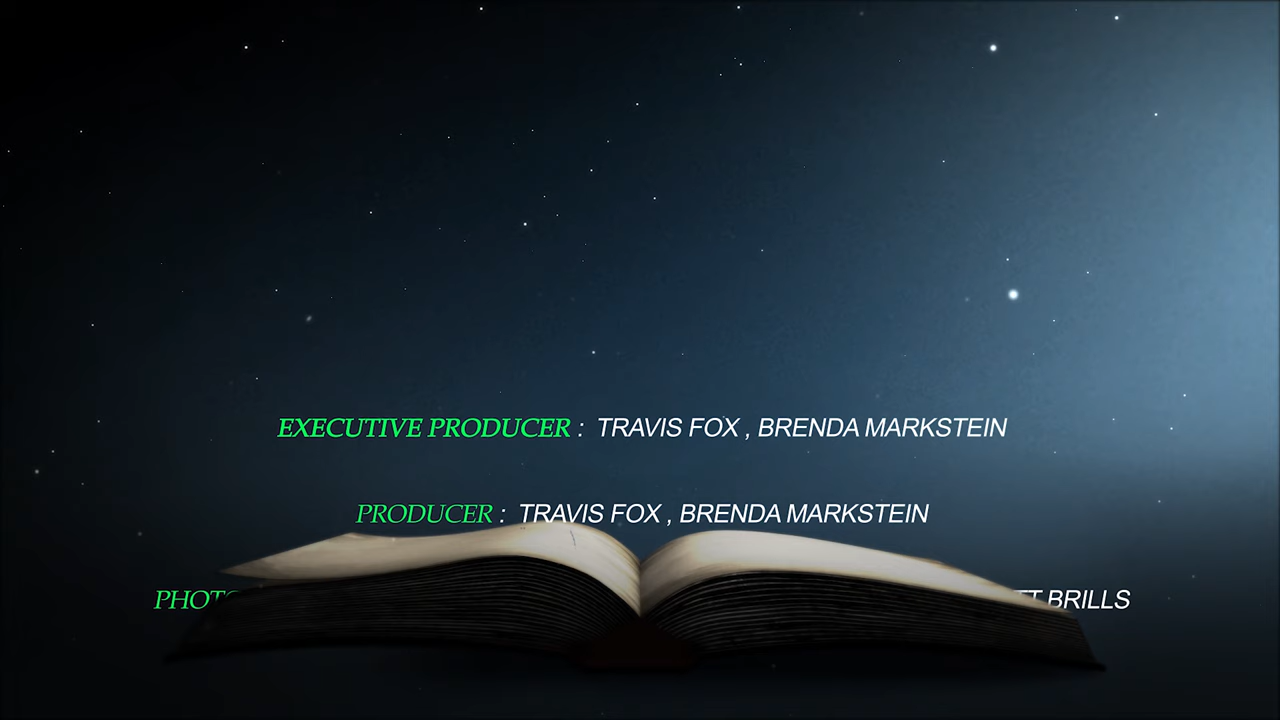 EXECUTIVE PRODUCER : TRAVIS FOX , BRENDA MARKSTEIN
PRODUCER : TRAVIS FOX , BRENDA MARKSTEIN
BRILLS